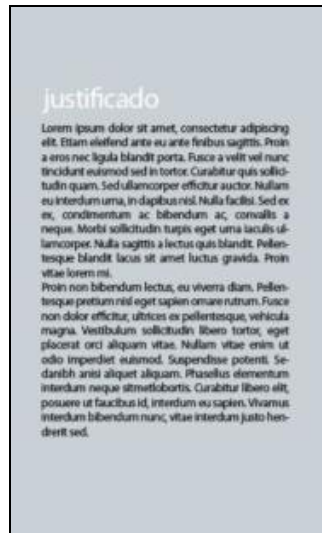 justificado
Lorem ipsum dolor sit amet, consectetur adipiscing
elit. Etiam eleifend ante eu ante finibus sagittis. Proin
a eros nec ligula blandit porta. Fusce a velit vel nunc
tincidunt euismod sed in tortor. Curabitur quis sollici-
tudin quam. Sed ullamcorper efficitur auctor. Nullam
eu interdum urna, in dapibus nisl. Nulla facilisi. Sed ex
ex, condimentum ac bibendum ac, convallis a
neque. Morbi sollicitudin turpis eget urna iaculis ul-
lamcorper. Nulla sagittis a lectus quis blandit. Pellen-
tesque blandit lacus sit amet luctus gravida. Proin
vitae lorem mi.
Proin non bibendum lectus, eu viverra diam. Pellen-
tesque pretium nisl eget sapien ornare rutrum. Fusce
non dolor efficitur, ultrices ex pellentesque, vehicula
magna. Vestibulum sollicitudin libero tortor, eget
placerat orci aliquam vitae. Nullam vitae enim ut
odio imperdiet euismod. Suspendisse potenti. Se-
danibh anisi aliquet aliquam. Phasellus elementum
interdum neque sitmetlobortis. Curabitur libero elit,
posuere ut faucibus id, interdum eu sapien. Vivamus
interdum bibendum nunc, vitae interdum justo hen-
drerit sed.